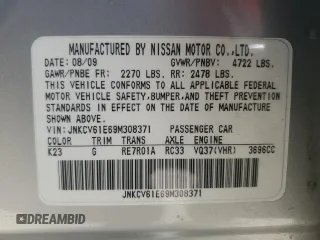 MANUFACTURED BY NISSAN MOTOR CO.,LTD.
DATE: 08/09 GVWR/PNBV: 4722 LBS.
GAWR/PNBE FR: 2270 LBS. RR: 2478 LBS.
THIS VEHICLE CONFORMS TO ALL APPLICABLE
FEDERAL MOTOR VEHICLE SAFETY,BUMPER,AND THEFT
PREVENTION STANDARDS IN EFFECT ON THE DATE OF
MANUFACTURE SHOWN ABOVE.
VIN: JNKCV61E69M308371 PASSENGER CAR
COLOR TRIM TRANS AXLE ENGINE
K23 G RE7R01A RC33 VQ37(VHR) 3696CC
JNKCV61E69M308371
©DREAMBID